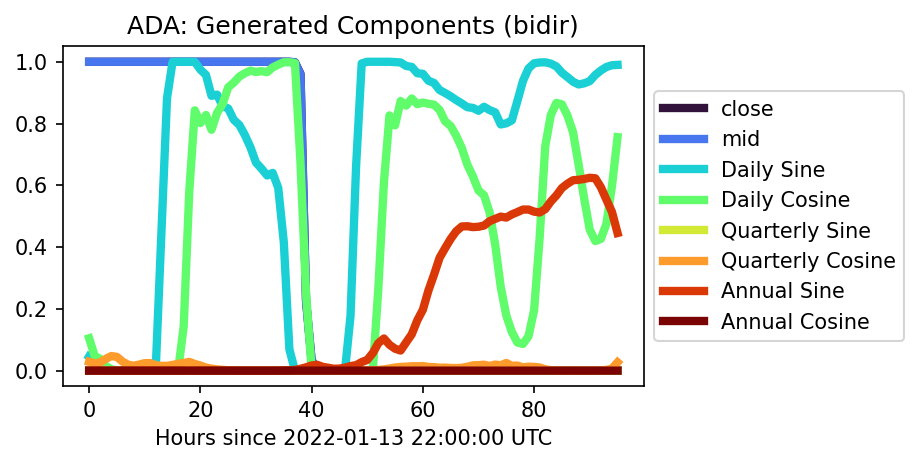 ADA: Generated Components (bidir)
1.0
0.8
0.6
0.4
0.2
0.0
0 20 40 60 80
Hours since 2022-01-13 22:00:00 UTC
close
mid
Daily Sine
Daily Cosine
Quarterly Sine
Quarterly Cosine
Annual Sine
Annual Cosine